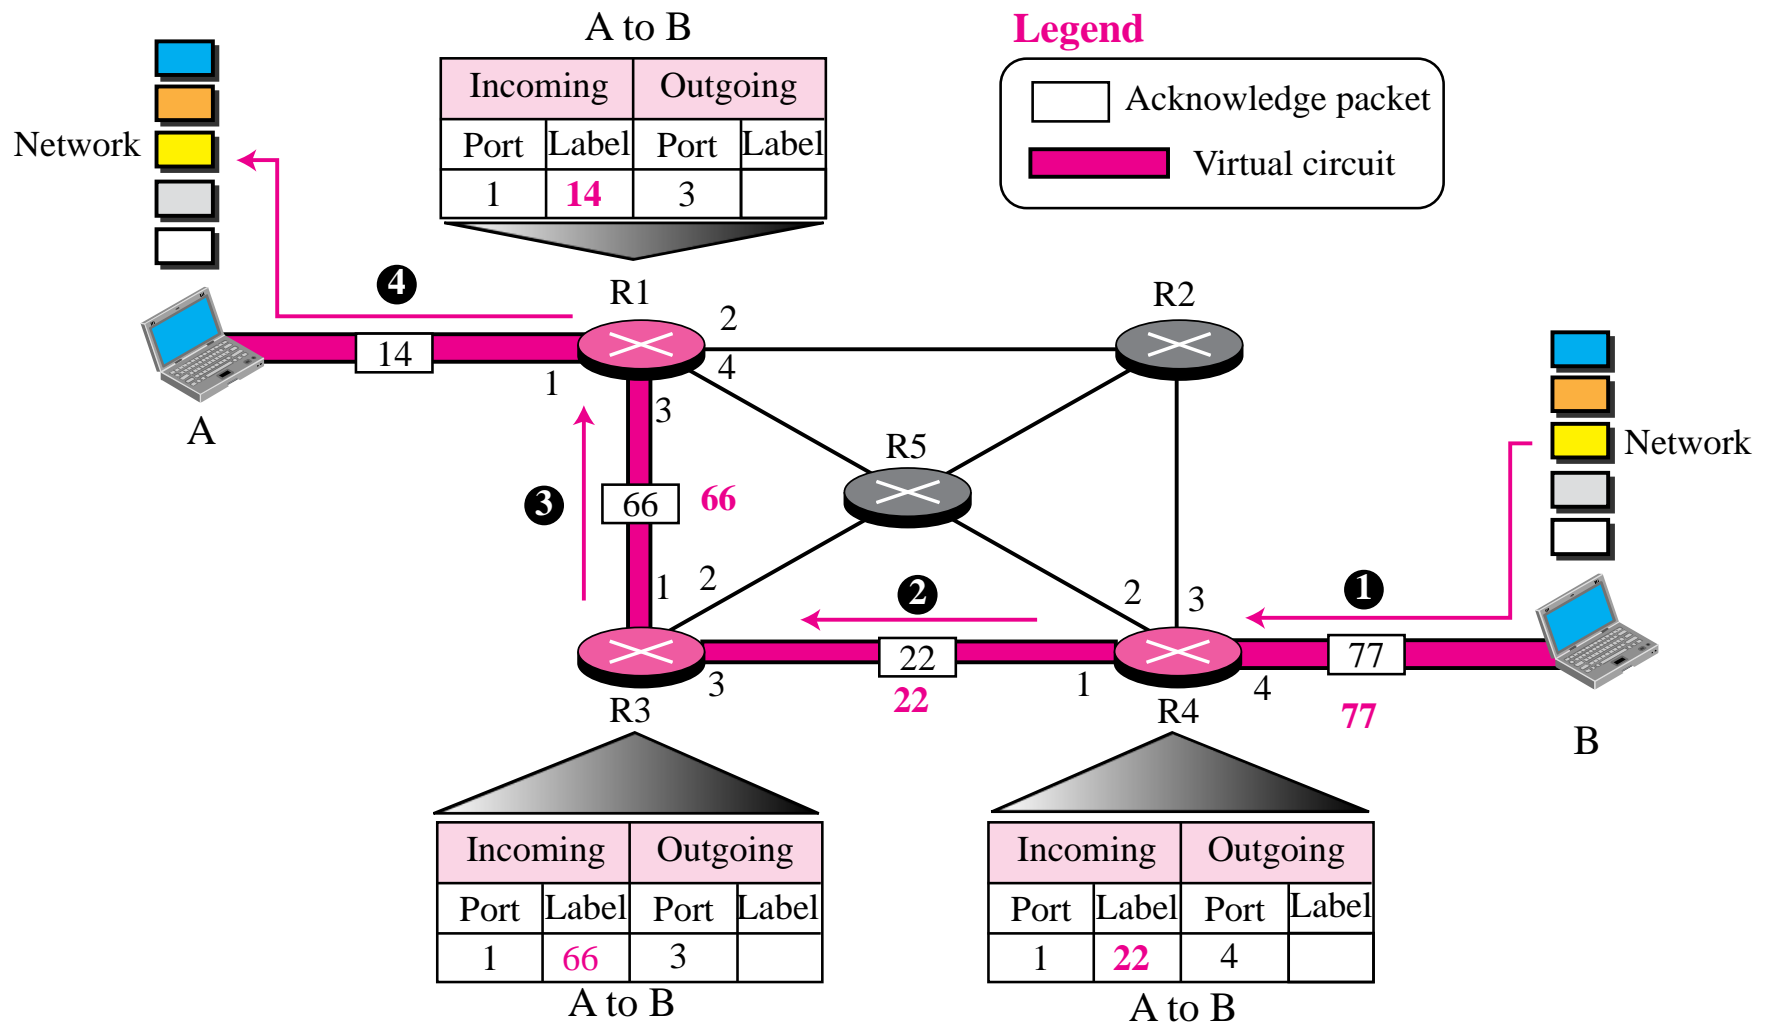 A to B
Legend
Incoming Outgoing
Port Label Port Label
1 14 3
Acknowledge packet
Virtual circuit
Network
4
R1
R2
2
14
4
1
3
A
R5
Network
3
66
66
1
2
2
2
3
1
22
77
3
1
4
22
77
R3
R4
B
Incoming Outgoing
Port Label Port Label
1 66 3
A to B
Incoming Outgoing
Port Label Port Label
1 22 4
A to B